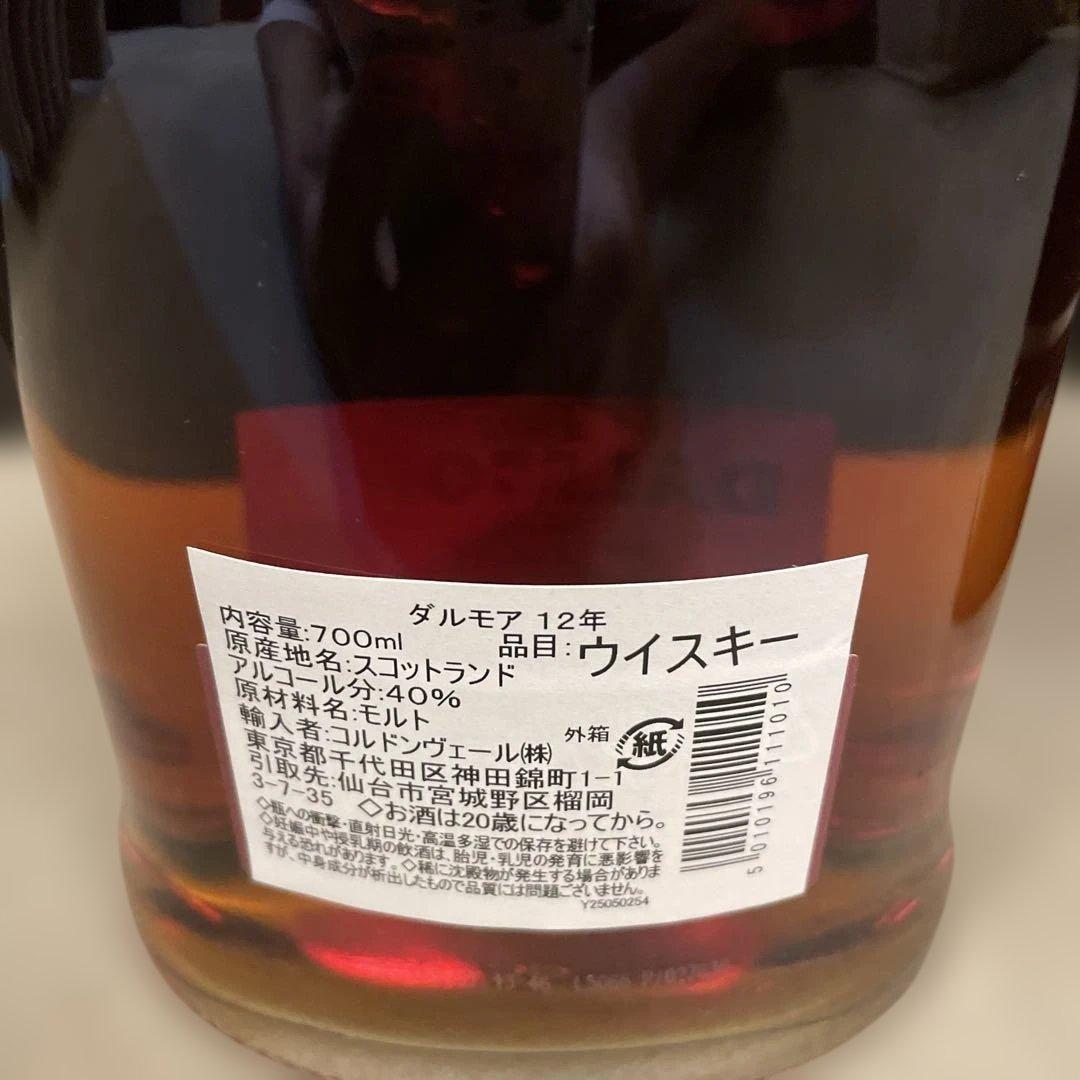 ダルモア 12年
内容量:700ml 品目:ウイスキー
原産地名:スコットランド
アルコール分:40%
原材料名:モルト
輸入者:コルドンヴェール㈱ 外箱 紙
東京都千代田区神田錦町1-1
引取先:仙台市宮城野区榴岡
3-7-35 ◇お酒は20歳になってから。
◇瓶への衝撃・直射日光・高温多湿での保存を避けて下さい。
◇妊娠中や授乳期の飲酒は、胎児・乳児の発育に悪影響を
与える恐れがあります。◇稀に沈殿物が発生する場合がありま
すが、中身成分が析出したもので品質には問題ございません。
Y25050254
5 010196 111010